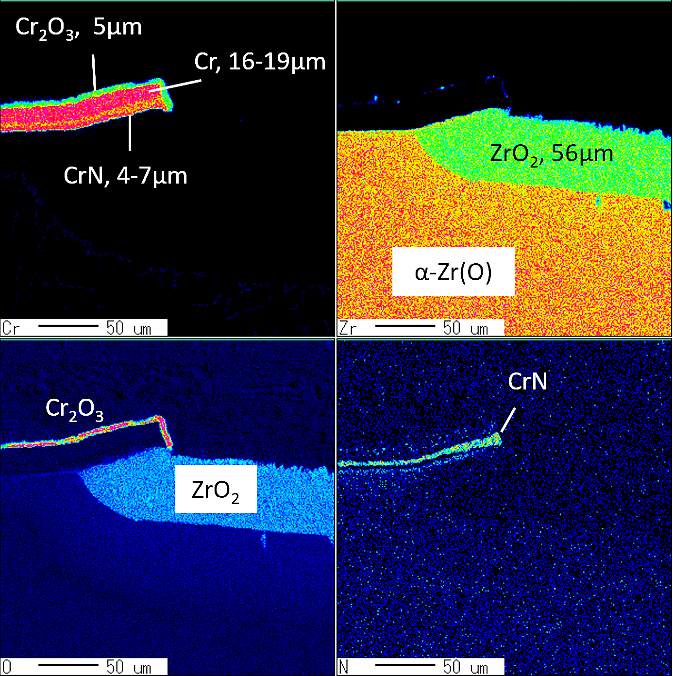 Cr₂O₃, 5µm
Cr, 16-19µm
CrN, 4-7µm
Cr 50 um
ZrO₂, 56µm
α-Zr(O)
Zr 50 um
Cr₂O₃
ZrO₂
O 50 um
CrN
N 50 um